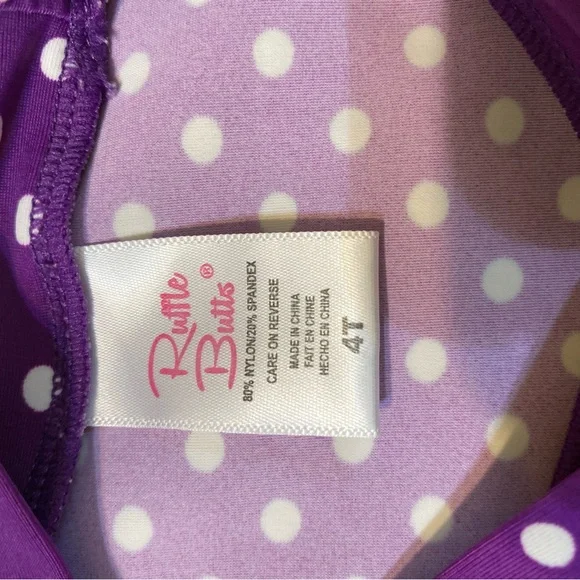 Ruffle
Butts®
80% NYLON/20% SPANDEX
CARE ON REVERSE
MADE IN CHINA
FAIT EN CHINE
HECHO EN CHINA
4T